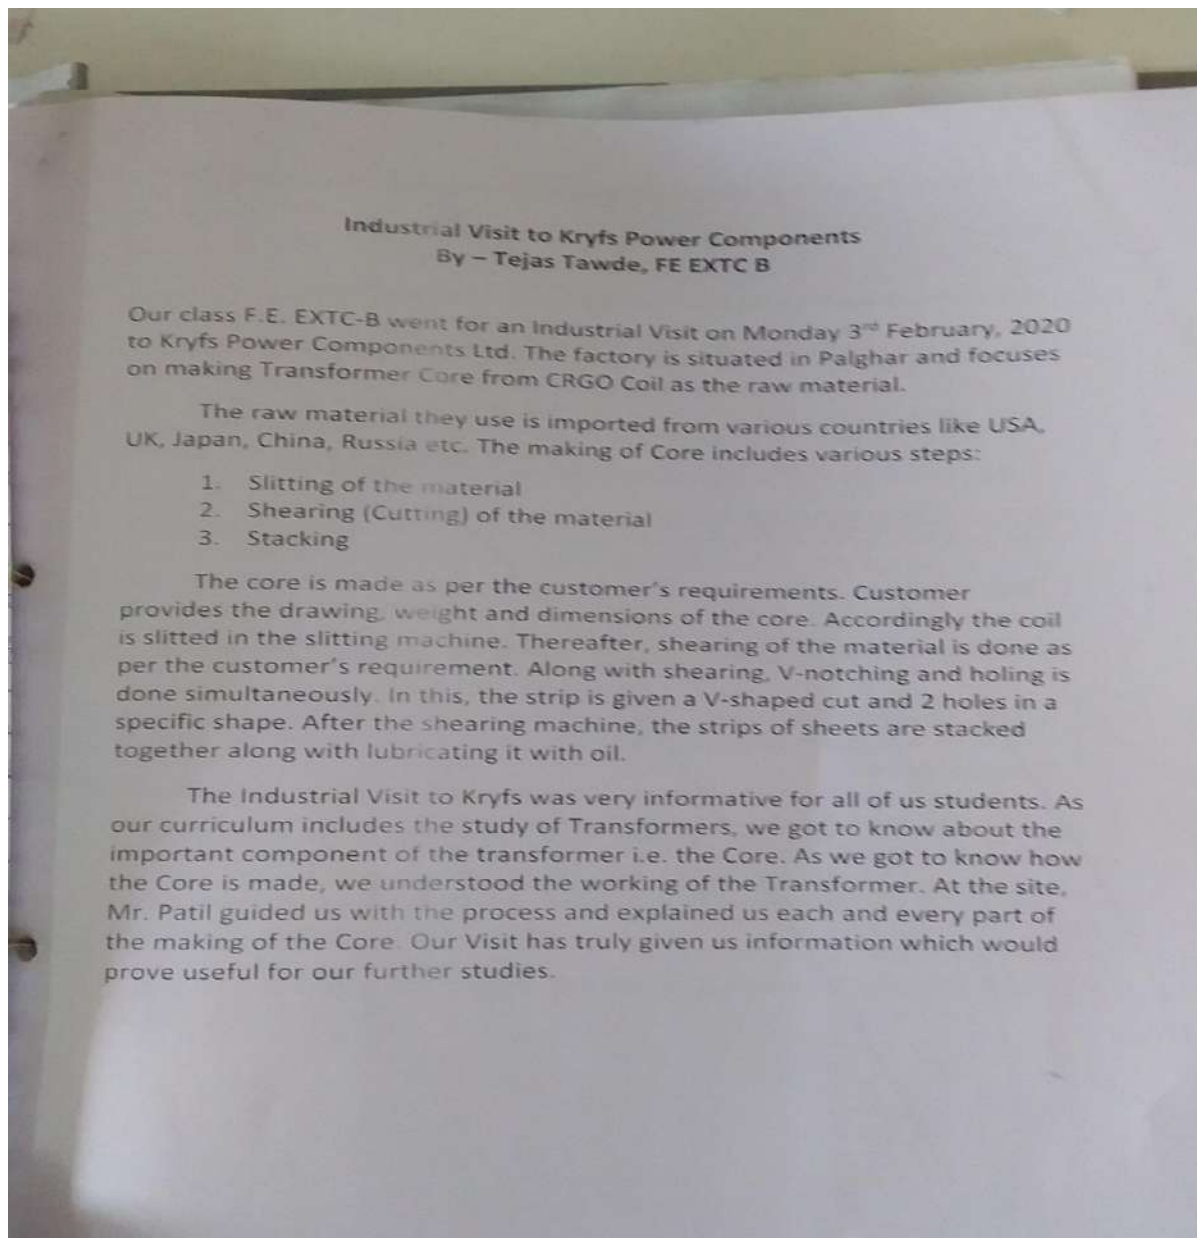 Industrial Visit to Kryfs Power Components
By – Tejas Tawde, FE EXTC B
Our class F.E. EXTC-B went for an Industrial Visit on Monday 3rd February, 2020
to Kryfs Power Components Ltd. The factory is situated in Palghar and focuses
on making Transformer Core from CRGO Coil as the raw material.
The raw material they use is imported from various countries like USA,
UK, Japan, China, Russia etc. The making of Core includes various steps:
1. Slitting of the material
2. Shearing (Cutting) of the material
3. Stacking
The core is made as per the customer's requirements. Customer
provides the drawing, weight and dimensions of the core. Accordingly the coil
is slitted in the slitting machine. Thereafter, shearing of the material is done as
per the customer's requirement. Along with shearing, V-notching and holing is
done simultaneously. In this, the strip is given a V-shaped cut and 2 holes in a
specific shape. After the shearing machine, the strips of sheets are stacked
together along with lubricating it with oil.
The Industrial Visit to Kryfs was very informative for all of us students. As
our curriculum includes the study of Transformers, we got to know about the
important component of the transformer i.e. the Core. As we got to know how
the Core is made, we understood the working of the Transformer. At the site,
Mr. Patil guided us with the process and explained us each and every part of
the making of the Core. Our Visit has truly given us information which would
prove useful for our further studies.